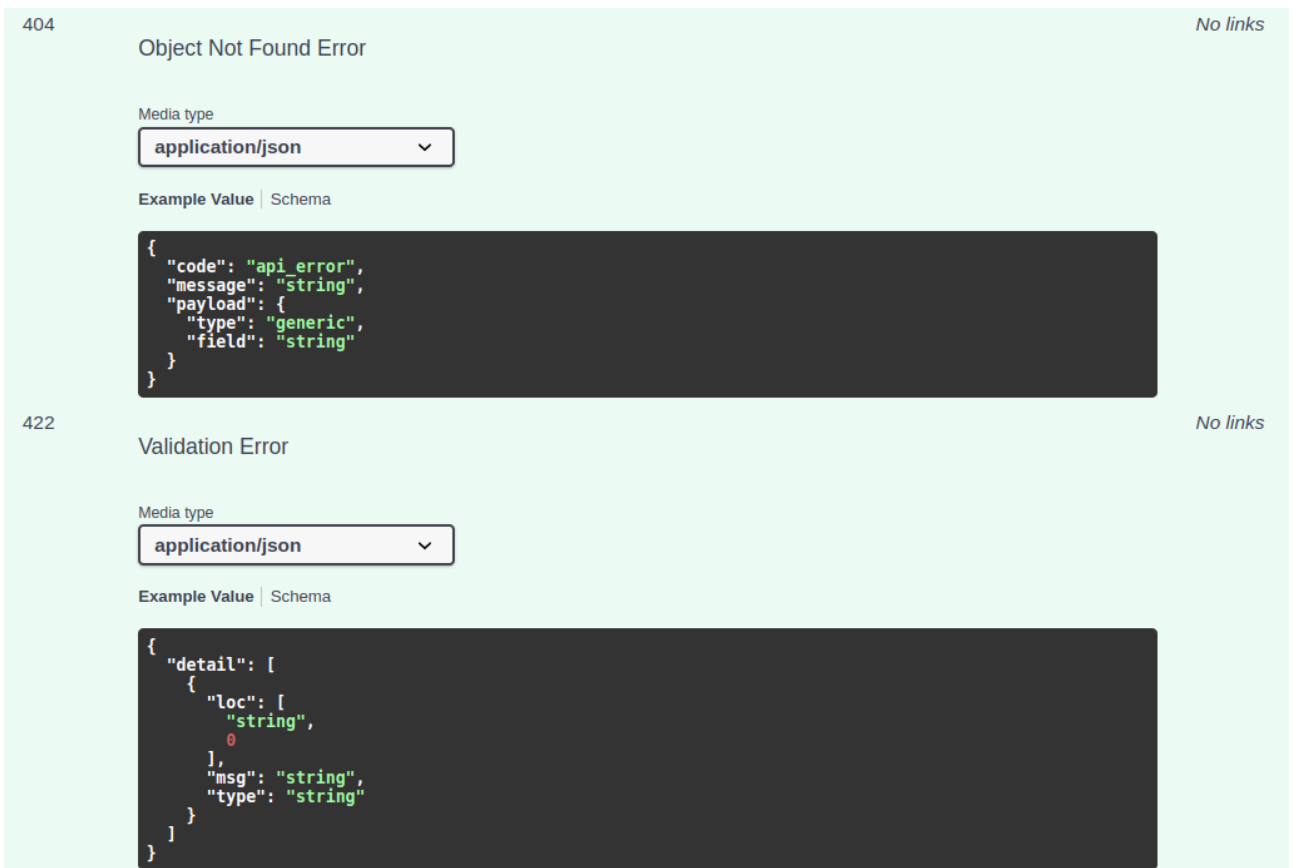 404
No links
Object Not Found Error
Media type
application/json
Example Value
Schema
{
  "code": "api_error",
  "message": "string",
  "payload": {
    "type": "generic",
    "field": "string"
  }
}
422
No links
Validation Error
Media type
application/json
Example Value
Schema
{
  "detail": [
    {
      "loc": [
        "string",
        0
      ],
      "msg": "string",
      "type": "string"
    }
  ]
}